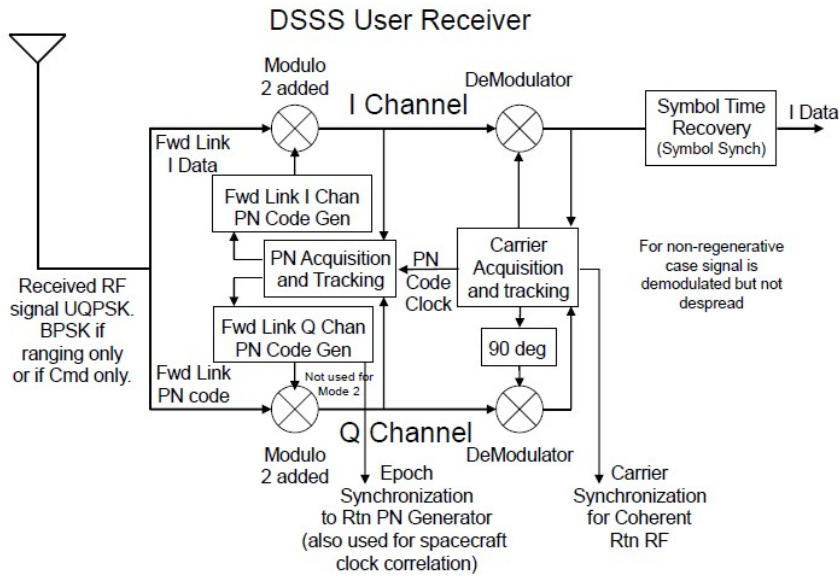 DSSS User Receiver
Modulo
2 added
I Channel
DeModulator
Symbol Time
Recovery
(Symbol Synch)
I Data
Fwd Link
I Data
Fwd Link I Chan
PN Code Gen
PN Acquisition
and Tracking
PN
Code
Clock
Carrier
Acquisition
and tracking
For non-regenerative
case signal is
demodulated but not
despread
Received RF
signal UQPSK.
BPSK if
ranging only
or if Cmd only.
Fwd Link Q Chan
PN Code Gen
90 deg
Fwd Link
PN code
Not used for
Mode 2
Modulo
2 added
Q Channel
DeModulator
Epoch
Synchronization
to Rtn PN Generator
(also used for spacecraft
clock correlation)
Carrier
Synchronization
for Coherent
Rtn RF